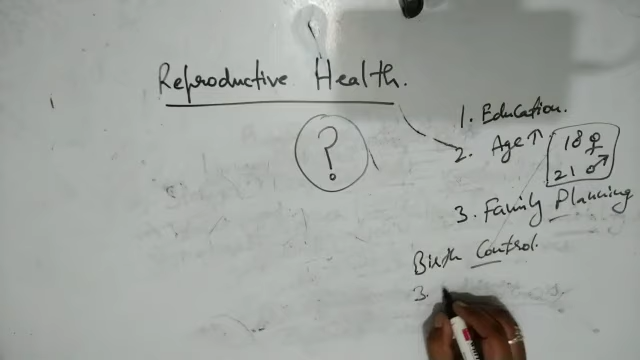 Reproductive Health.
?
1. Education.
2. Age ↑
18 ♀
21 ♂
3. Family Planning
Birth Control.
3.